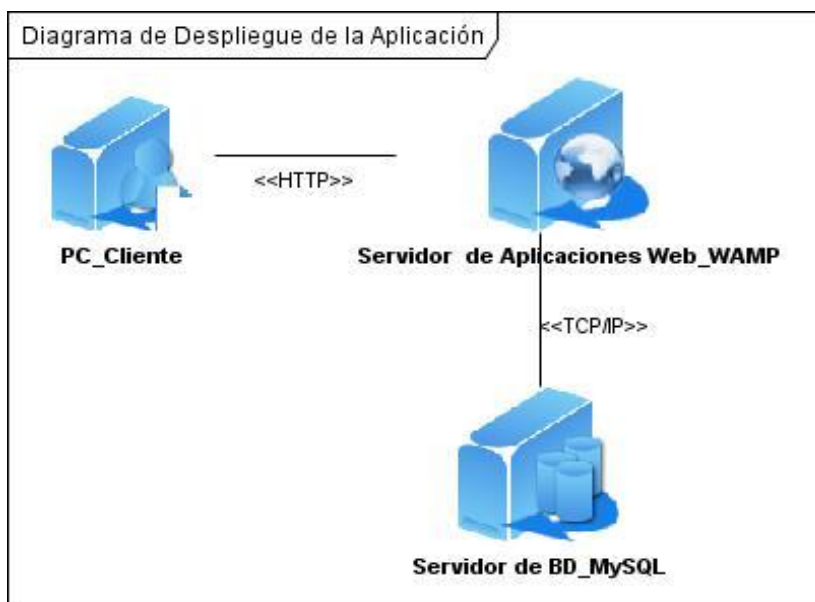 Diagrama de Despliegue de la Aplicación
<<HTTP>>
PC_Cliente
Servidor de Aplicaciones Web_WAMP
<<TCP/IP>>
Servidor de BD_MySQL